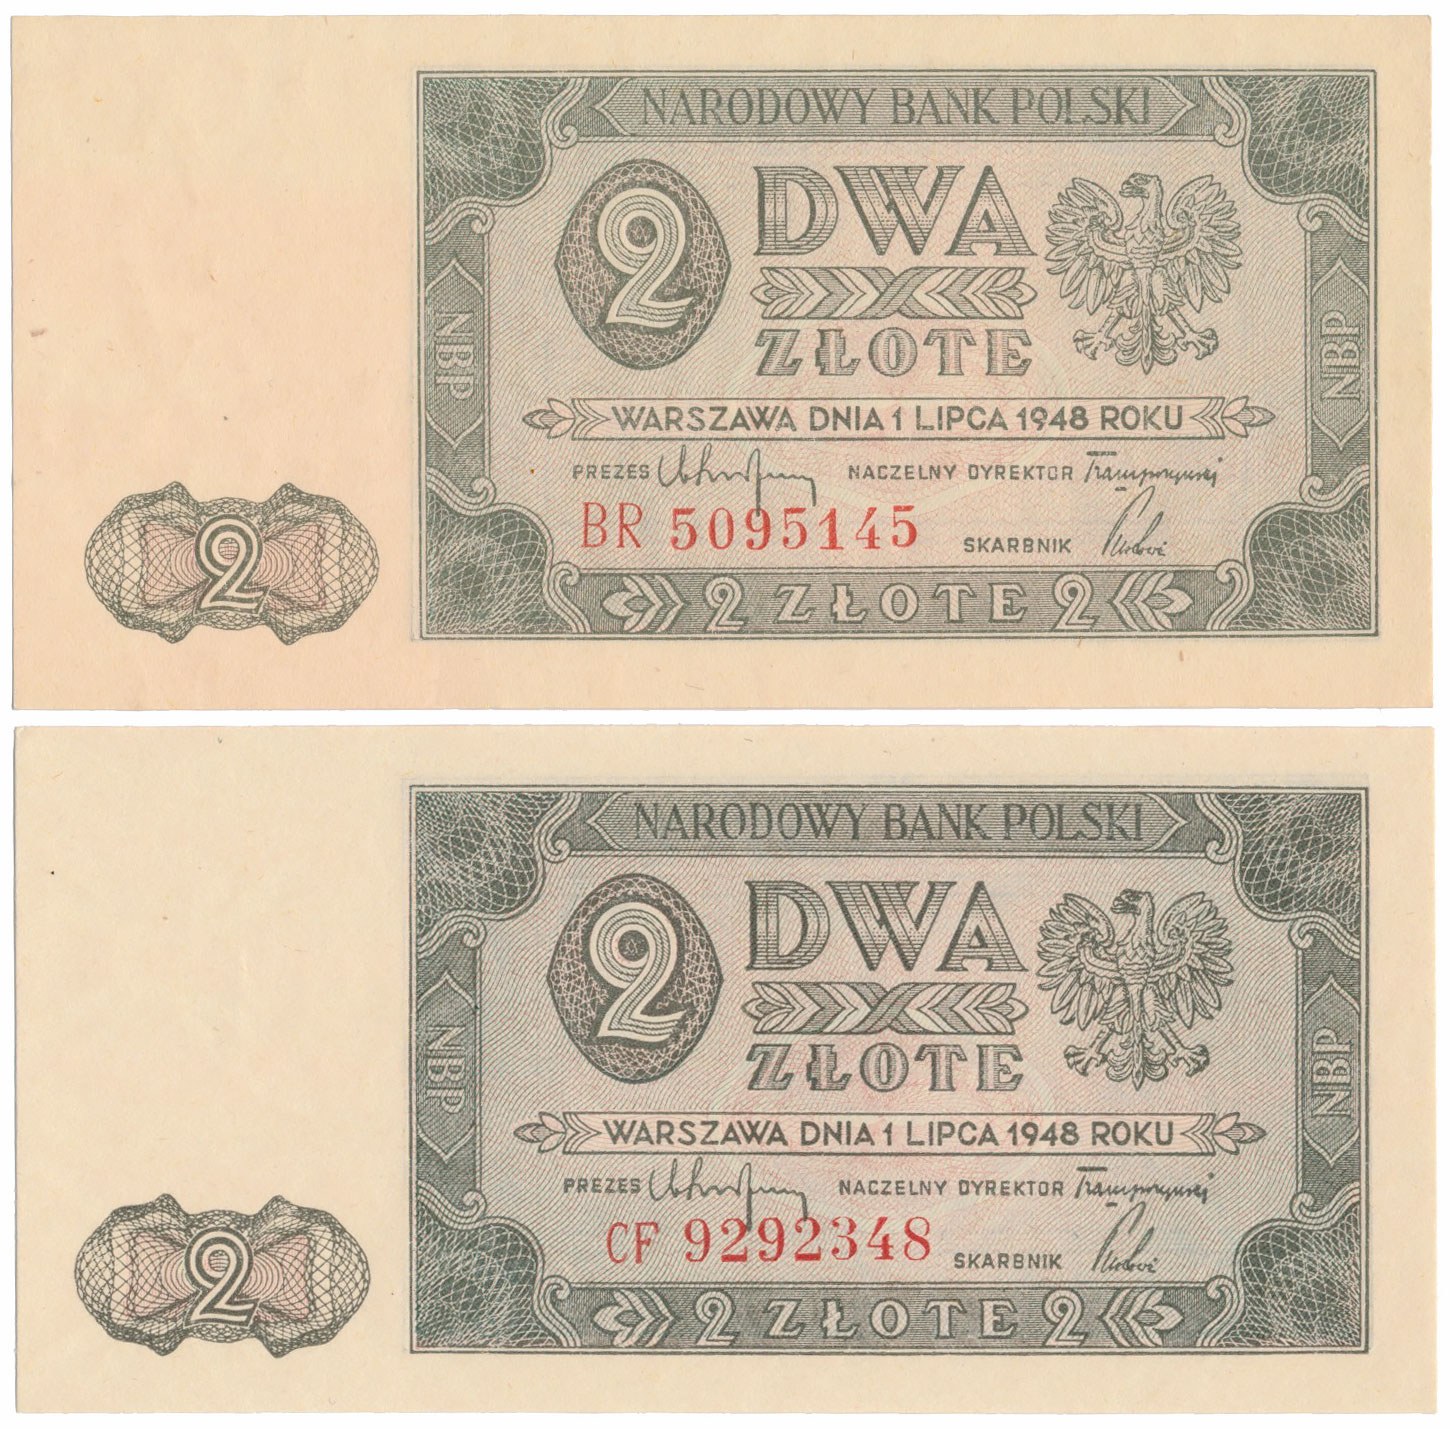 NARODOWY BANK POLSKI
2 DWA
ZŁOTE
NBP
NBP
WARSZAWA DNIA 1 LIPCA 1948 ROKU
PREZES NACZELNY DYREKTOR
BR 5095145 SKARBNIK
2 ZŁOTE 2
2
NARODOWY BANK POLSKI
2 DWA
ZŁOTE
NBP
NBP
WARSZAWA DNIA 1 LIPCA 1948 ROKU
PREZES NACZELNY DYREKTOR
CF 9292348 SKARBNIK
2 ZŁOTE 2
2